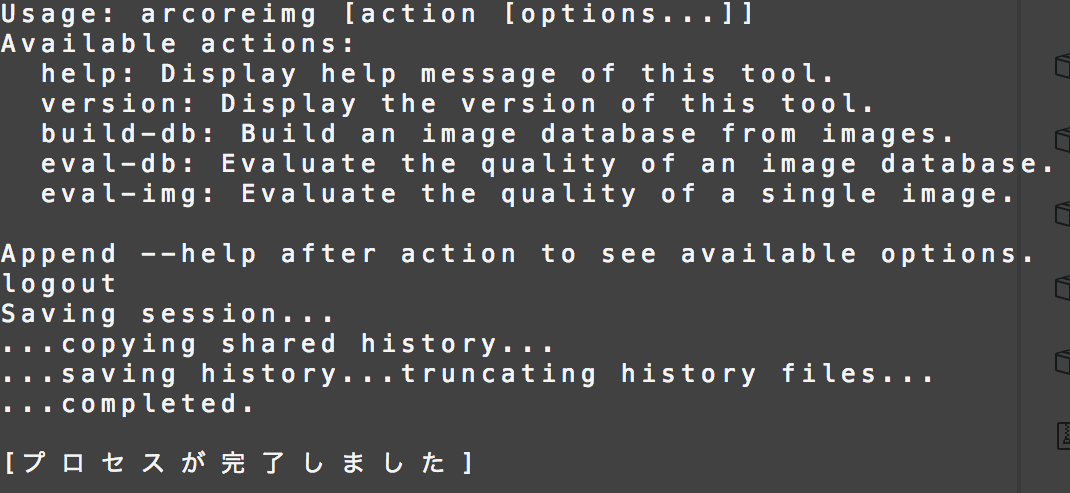 Usage: arcoreimg [action [options...]]
Available actions:
  help: Display help message of this tool.
  version: Display the version of this tool.
  build-db: Build an image database from images.
  eval-db: Evaluate the quality of an image database.
  eval-img: Evaluate the quality of a single image.

Append --help after action to see available options.
logout
Saving session...
...copying shared history...
...saving history...truncating history files...
...completed.

[プロセスが完了しました]